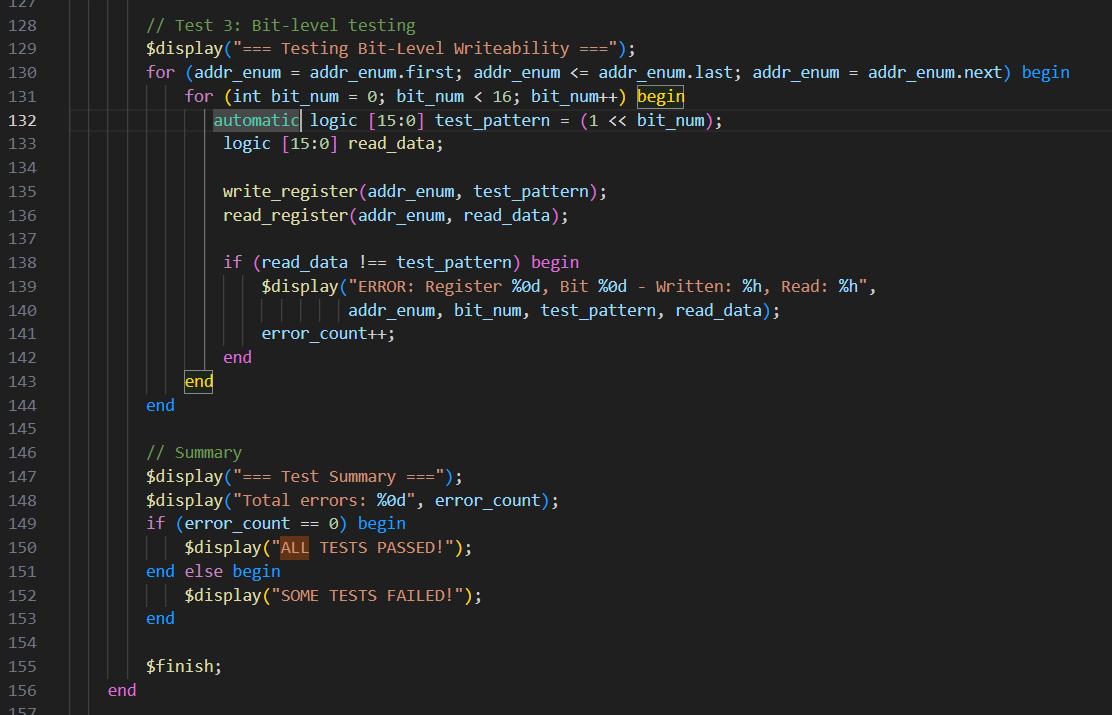 127
128 // Test 3: Bit-level testing
129 $display("=== Testing Bit-Level Writeability ===");
130 for (addr_enum = addr_enum.first; addr_enum <= addr_enum.last; addr_enum = addr_enum.next) begin
131 for (int bit_num = 0; bit_num < 16; bit_num++) begin
132 automatic logic [15:0] test_pattern = (1 << bit_num);
133 logic [15:0] read_data;
134
135 write_register(addr_enum, test_pattern);
136 read_register(addr_enum, read_data);
137
138 if (read_data !== test_pattern) begin
139 $display("ERROR: Register %0d, Bit %0d - Written: %h, Read: %h",
140 addr_enum, bit_num, test_pattern, read_data);
141 error_count++;
142 end
143 end
144 end
145
146 // Summary
147 $display("=== Test Summary ===");
148 $display("Total errors: %0d", error_count);
149 if (error_count == 0) begin
150 $display("ALL TESTS PASSED!");
151 end else begin
152 $display("SOME TESTS FAILED!");
153 end
154
155 $finish;
156 end
157